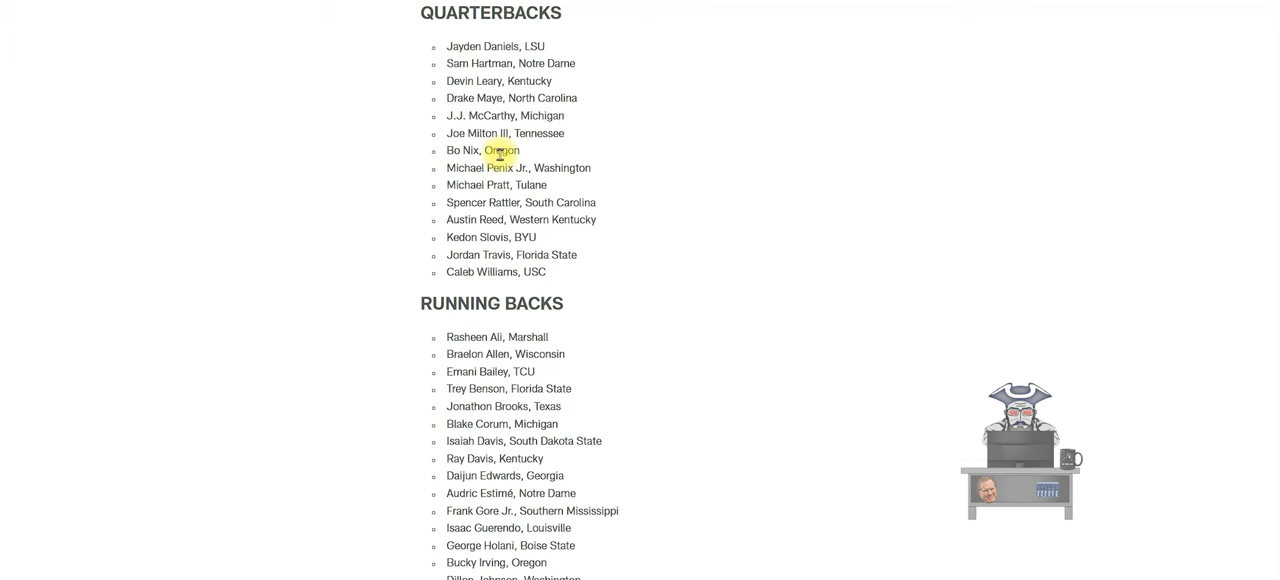 QUARTERBACKS
Jayden Daniels, LSU
Sam Hartman, Notre Dame
Devin Leary, Kentucky
Drake Maye, North Carolina
J.J. McCarthy, Michigan
Joe Milton III, Tennessee
Bo Nix, Oregon
Michael Penix Jr., Washington
Michael Pratt, Tulane
Spencer Rattler, South Carolina
Austin Reed, Western Kentucky
Kedon Slovis, BYU
Jordan Travis, Florida State
Caleb Williams, USC
RUNNING BACKS
Rasheen Ali, Marshall
Braelon Allen, Wisconsin
Emani Bailey, TCU
Trey Benson, Florida State
Jonathon Brooks, Texas
Blake Corum, Michigan
Isaiah Davis, South Dakota State
Ray Davis, Kentucky
Daijun Edwards, Georgia
Audric Estimé, Notre Dame
Frank Gore Jr., Southern Mississippi
Isaac Guerendo, Louisville
George Holani, Boise State
Bucky Irving, Oregon
Dillon Johnson, Washington